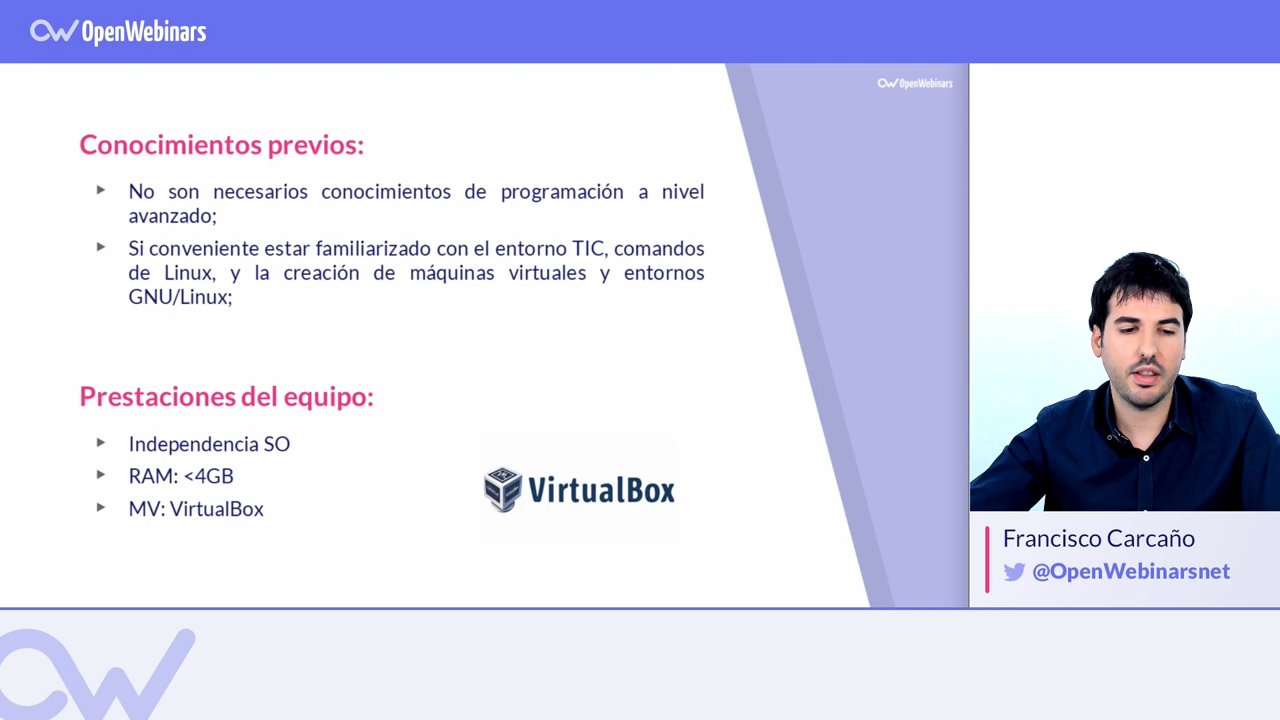 OpenWebinars
OpenWebinars
Conocimientos previos:
No son necesarios conocimientos de programación a nivel
avanzado;
Si conveniente estar familiarizado con el entorno TIC, comandos
de Linux, y la creación de máquinas virtuales y entornos
GNU/Linux;
Prestaciones del equipo:
Independencia SO
RAM: <4GB
MV: VirtualBox
VirtualBox
Francisco Carcaño
@OpenWebinarsnet